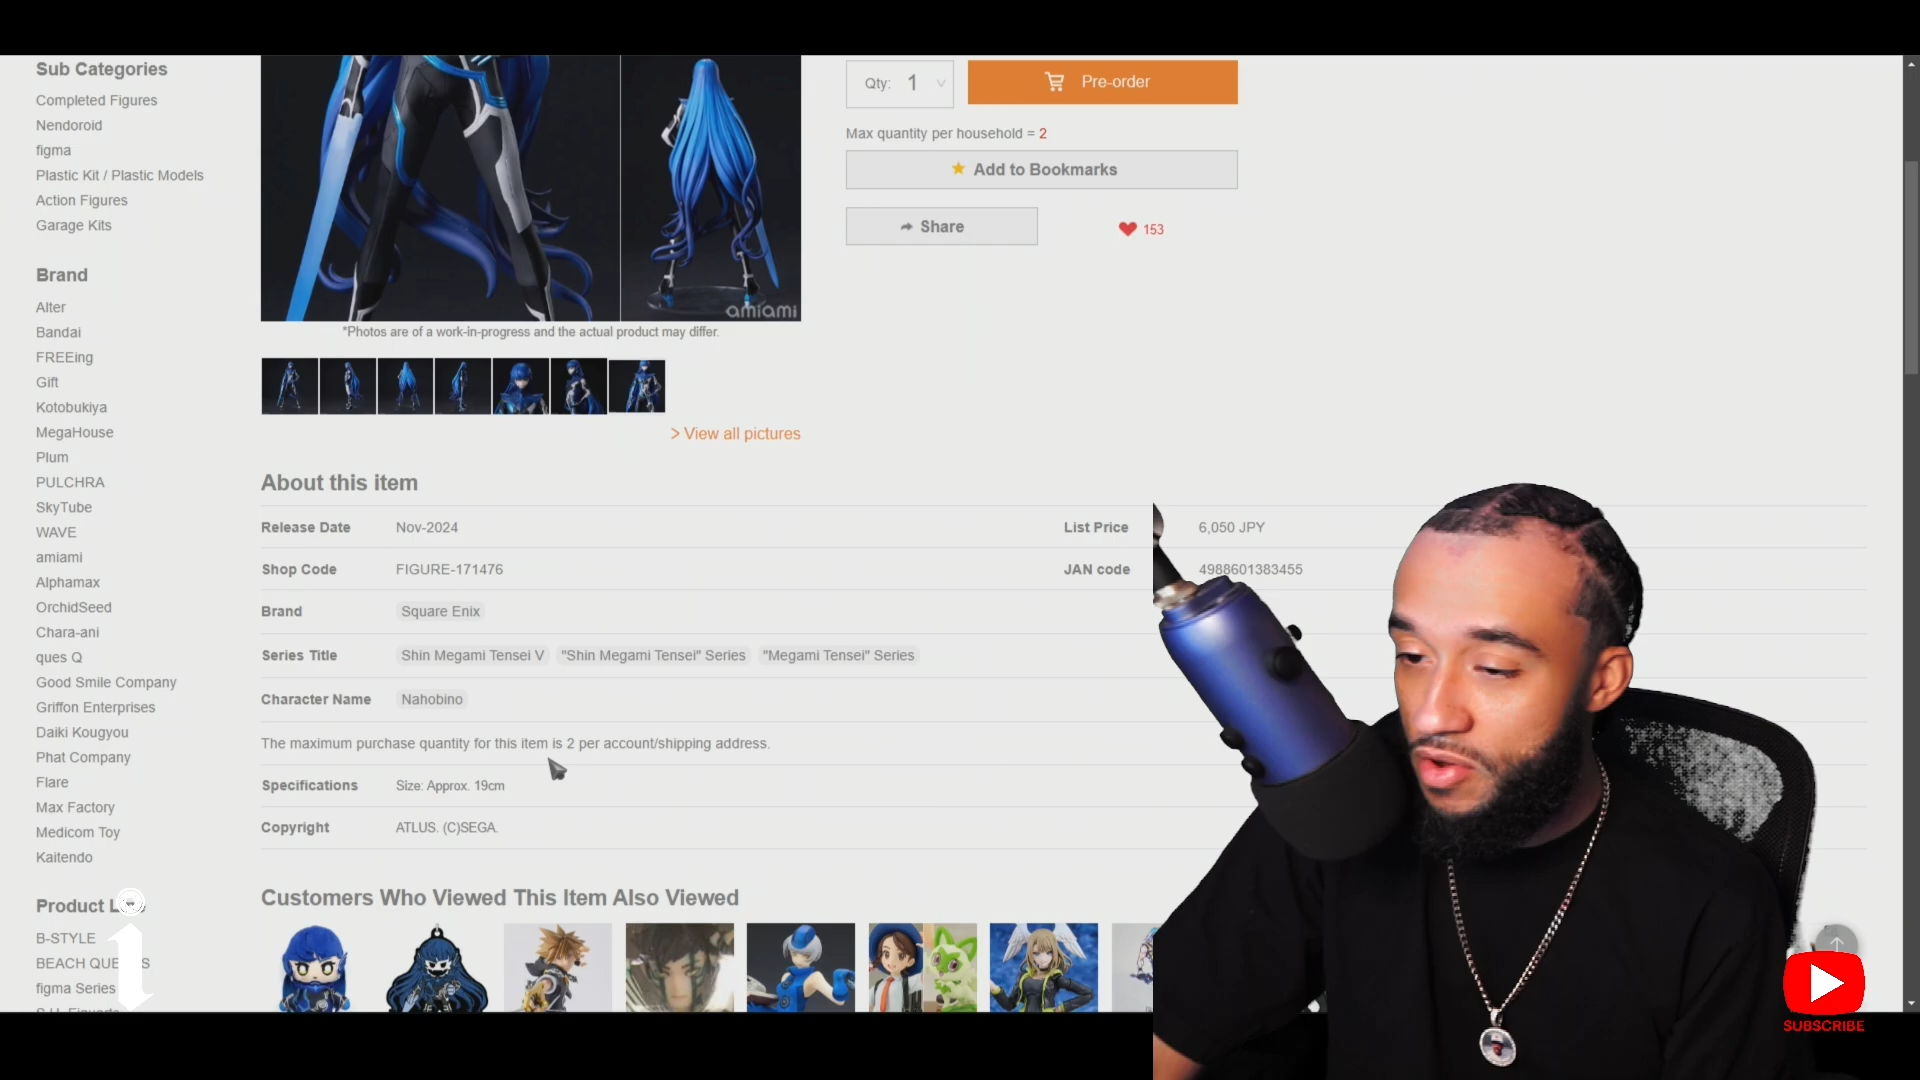 Sub Categories
Completed Figures
Nendoroid
figma
Plastic Kit / Plastic Models
Action Figures
Garage Kits
Brand
Alter
Bandai
FREEing
Gift
Kotobukiya
MegaHouse
Plum
PULCHRA
SkyTube
WAVE
amiami
Alphamax
OrchidSeed
Chara-ani
ques Q
Good Smile Company
Griffon Enterprises
Daiki Kougyou
Phat Company
Flare
Max Factory
Medicom Toy
Kaitendo
Product
B-STYLE
BEACH
figma Series
amiami
*Photos are of a work-in-progress and the actual product may differ.
> View all pictures
Qty: 1
Pre-order
Max quantity per household = 2
Add to Bookmarks
Share
153
About this item
Release Date Nov-2024 List Price 6,050 JPY
Shop Code FIGURE-171476 JAN code 4988601383455
Brand Square Enix
Series Title Shin Megami Tensei V "Shin Megami Tensei" Series "Megami Tensei" Series
Character Name Nahobino
The maximum purchase quantity for this item is 2 per account/shipping address.
Specifications Size: Approx. 19cm
Copyright ATLUS. (C)SEGA.
Customers Who Viewed This Item Also Viewed
SUBSCRIBE